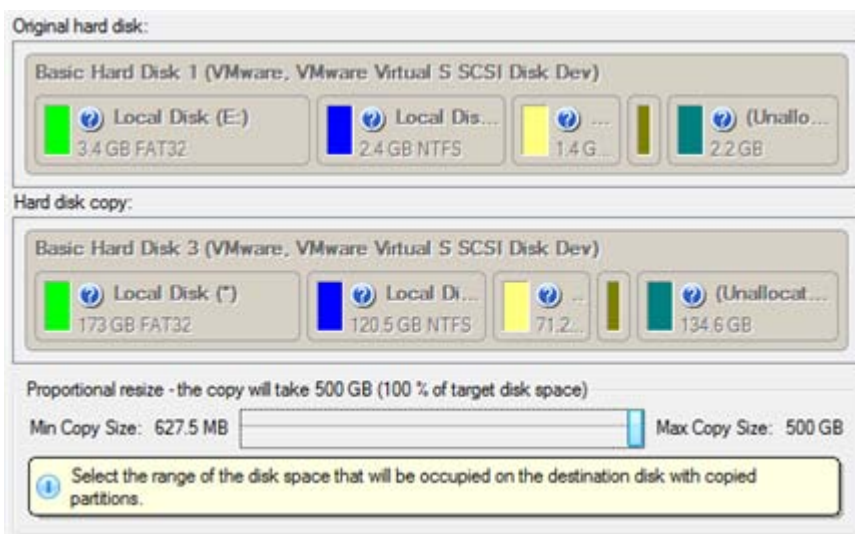 Original hard disk:
Basic Hard Disk 1 (VMware, VMware Virtual S SCSI Disk Dev)
Local Disk (E:) Local Dis... ... (Unallo...
3.4 GB FAT32 2.4 GB NTFS 1.4 G... 2.2 GB
Hard disk copy:
Basic Hard Disk 3 (VMware, VMware Virtual S SCSI Disk Dev)
Local Disk (*) Local Di... ... (Unallocat...
173 GB FAT32 120.5 GB NTFS 71.2... 134.6 GB
Proportional resize - the copy will take 500 GB (100 % of target disk space)
Min Copy Size: 627.5 MB Max Copy Size: 500 GB
Select the range of the disk space that will be occupied on the destination disk with copied
partitions.